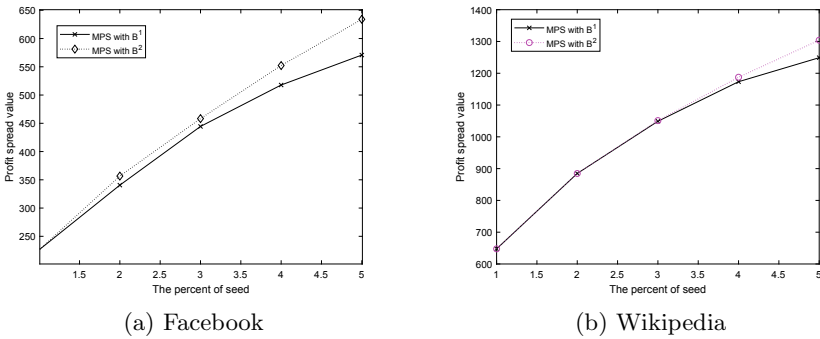 650
600
550
500
450
400
350
300
250
Profit spread value
MPS with B1
MPS with B2
1.5 2 2.5 3 3.5 4 4.5 5
The percent of seed
(a) Facebook
1400
1300
1200
1100
1000
900
800
700
600
Profit spread value
MPS with B1
MPS with B2
1 1.5 2 2.5 3 3.5 4 4.5 5
The percent of seed
(b) Wikipedia